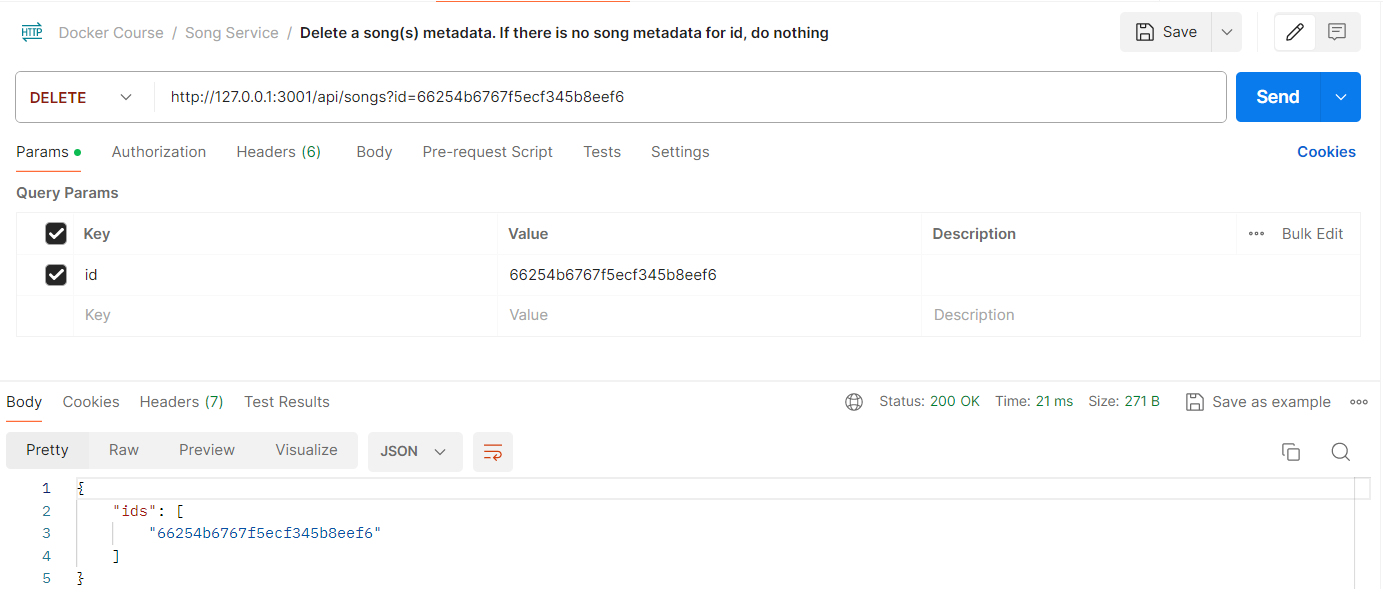 HTTP Docker Course / Song Service / Delete a song(s) metadata. If there is no song metadata for id, do nothing Save
DELETE http://127.0.0.1:3001/api/songs?id=66254b6767f5ecf345b8eef6 Send
Params Authorization Headers (6) Body Pre-request Script Tests Settings Cookies
Query Params
Key Value Description Bulk Edit
id 66254b6767f5ecf345b8eef6
Key Value Description
Body Cookies Headers (7) Test Results Status: 200 OK Time: 21 ms Size: 271 B Save as example
Pretty Raw Preview Visualize JSON
1 {
2 "ids": [
3 "66254b6767f5ecf345b8eef6"
4 ]
5 }